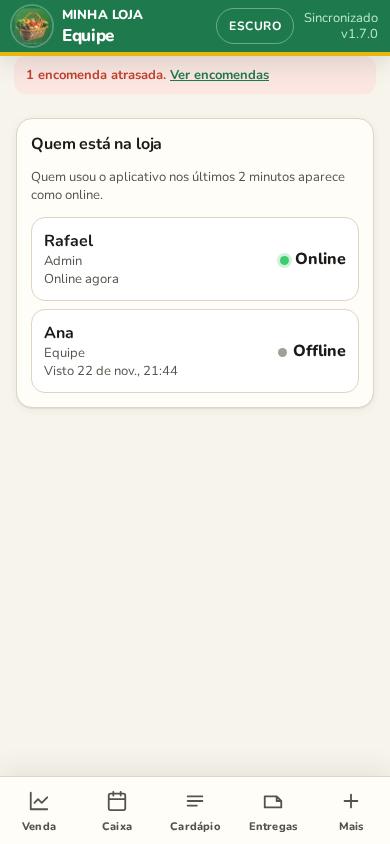 MINHA LOJA
Equipe
ESCURO
Sincronizado
v1.7.0
1 encomenda atrasada. Ver encomendas
Quem está na loja
Quem usou o aplicativo nos últimos 2 minutos aparece
como online.
Rafael
Admin
Online agora
Online
Ana
Equipe
Visto 22 de nov., 21:44
Offline
Venda
Caixa
Cardápio
Entregas
Mais